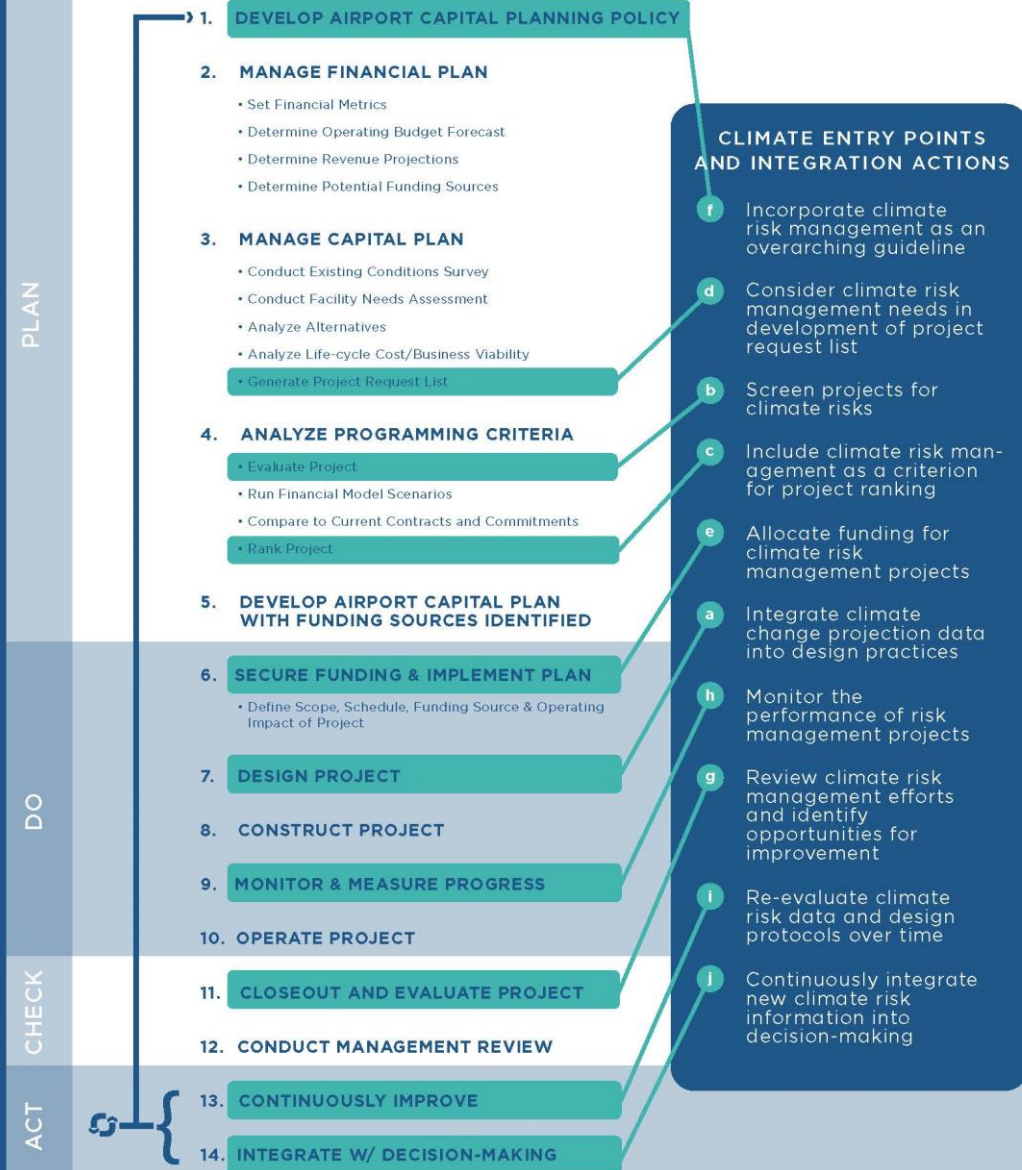 PLAN
1. DEVELOP AIRPORT CAPITAL PLANNING POLICY
2. MANAGE FINANCIAL PLAN
• Set Financial Metrics
• Determine Operating Budget Forecast
• Determine Revenue Projections
• Determine Potential Funding Sources
3. MANAGE CAPITAL PLAN
• Conduct Existing Conditions Survey
• Conduct Facility Needs Assessment
• Analyze Alternatives
• Analyze Life-cycle Cost/Business Viability
• Generate Project Request List
4. ANALYZE PROGRAMMING CRITERIA
• Evaluate Project
• Run Financial Model Scenarios
• Compare to Current Contracts and Commitments
• Rank Project
5. DEVELOP AIRPORT CAPITAL PLAN
WITH FUNDING SOURCES IDENTIFIED
DO
6. SECURE FUNDING & IMPLEMENT PLAN
• Define Scope, Schedule, Funding Source & Operating
Impact of Project
7. DESIGN PROJECT
8. CONSTRUCT PROJECT
9. MONITOR & MEASURE PROGRESS
10. OPERATE PROJECT
CHECK
11. CLOSEOUT AND EVALUATE PROJECT
12. CONDUCT MANAGEMENT REVIEW
ACT
13. CONTINUOUSLY IMPROVE
14. INTEGRATE W/ DECISION-MAKING
CLIMATE ENTRY POINTS
AND INTEGRATION ACTIONS
f Incorporate climate
risk management as an
overarching guideline
d Consider climate risk
management needs in
development of project
request list
b Screen projects for
climate risks
c Include climate risk man-
agement as a criterion
for project ranking
e Allocate funding for
climate risk
management projects
a Integrate climate
change projection data
into design practices
h Monitor the
performance of risk
management projects
g Review climate risk
management efforts
and identify
opportunities for
improvement
i Re-evaluate climate
risk data and design
protocols over time
j Continuously integrate
new climate risk
information into
decision-making